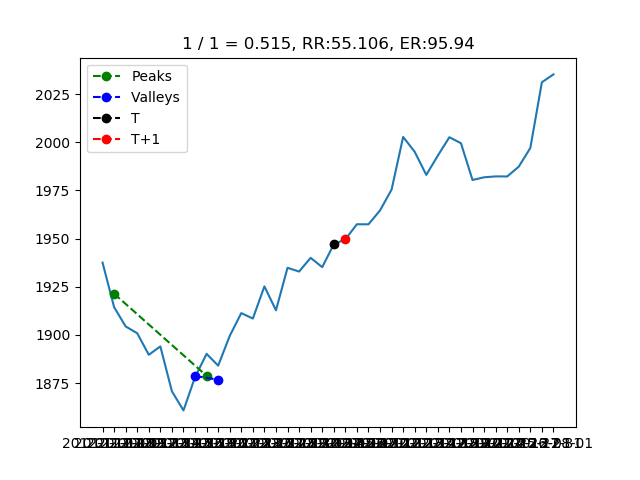 1 / 1 = 0.515, RR:55.106, ER:95.94
Peaks
Valleys
T
T+1
2025
2000
1975
1950
1925
1900
1875